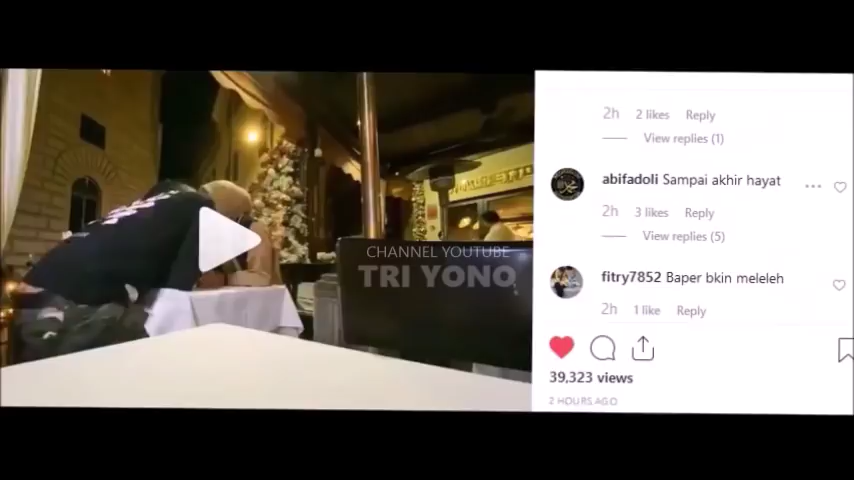 CHANNEL YOUTUBE
TRI YONO
2h 2 likes Reply
View replies (1)
abifadoli Sampai akhir hayat
2h 3 likes Reply
View replies (5)
fitry7852 Baper bkin meleleh
2h 1 like Reply
39,323 views
2 HOURS AGO